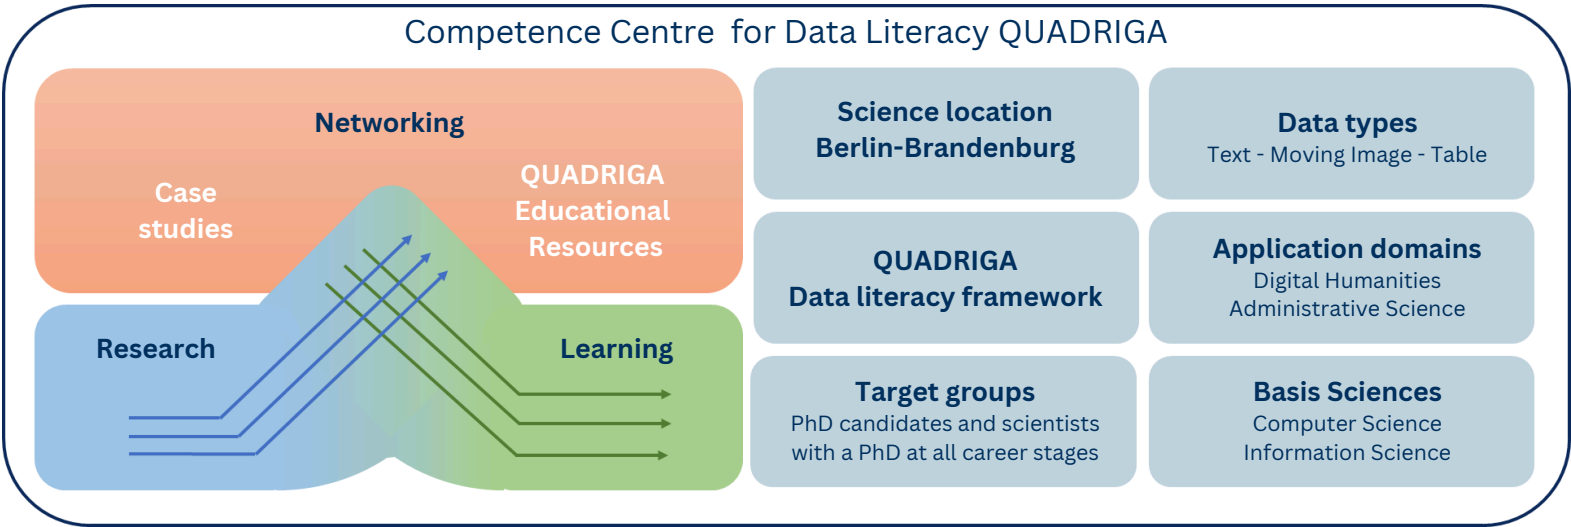 Competence Centre for Data Literacy QUADRIGA
Networking
Case
studies
QUADRIGA
Educational
Resources
Research
Learning
Science location
Berlin-Brandenburg
Data types
Text - Moving Image - Table
QUADRIGA
Data literacy framework
Application domains
Digital Humanities
Administrative Science
Target groups
PhD candidates and scientists
with a PhD at all career stages
Basis Sciences
Computer Science
Information Science